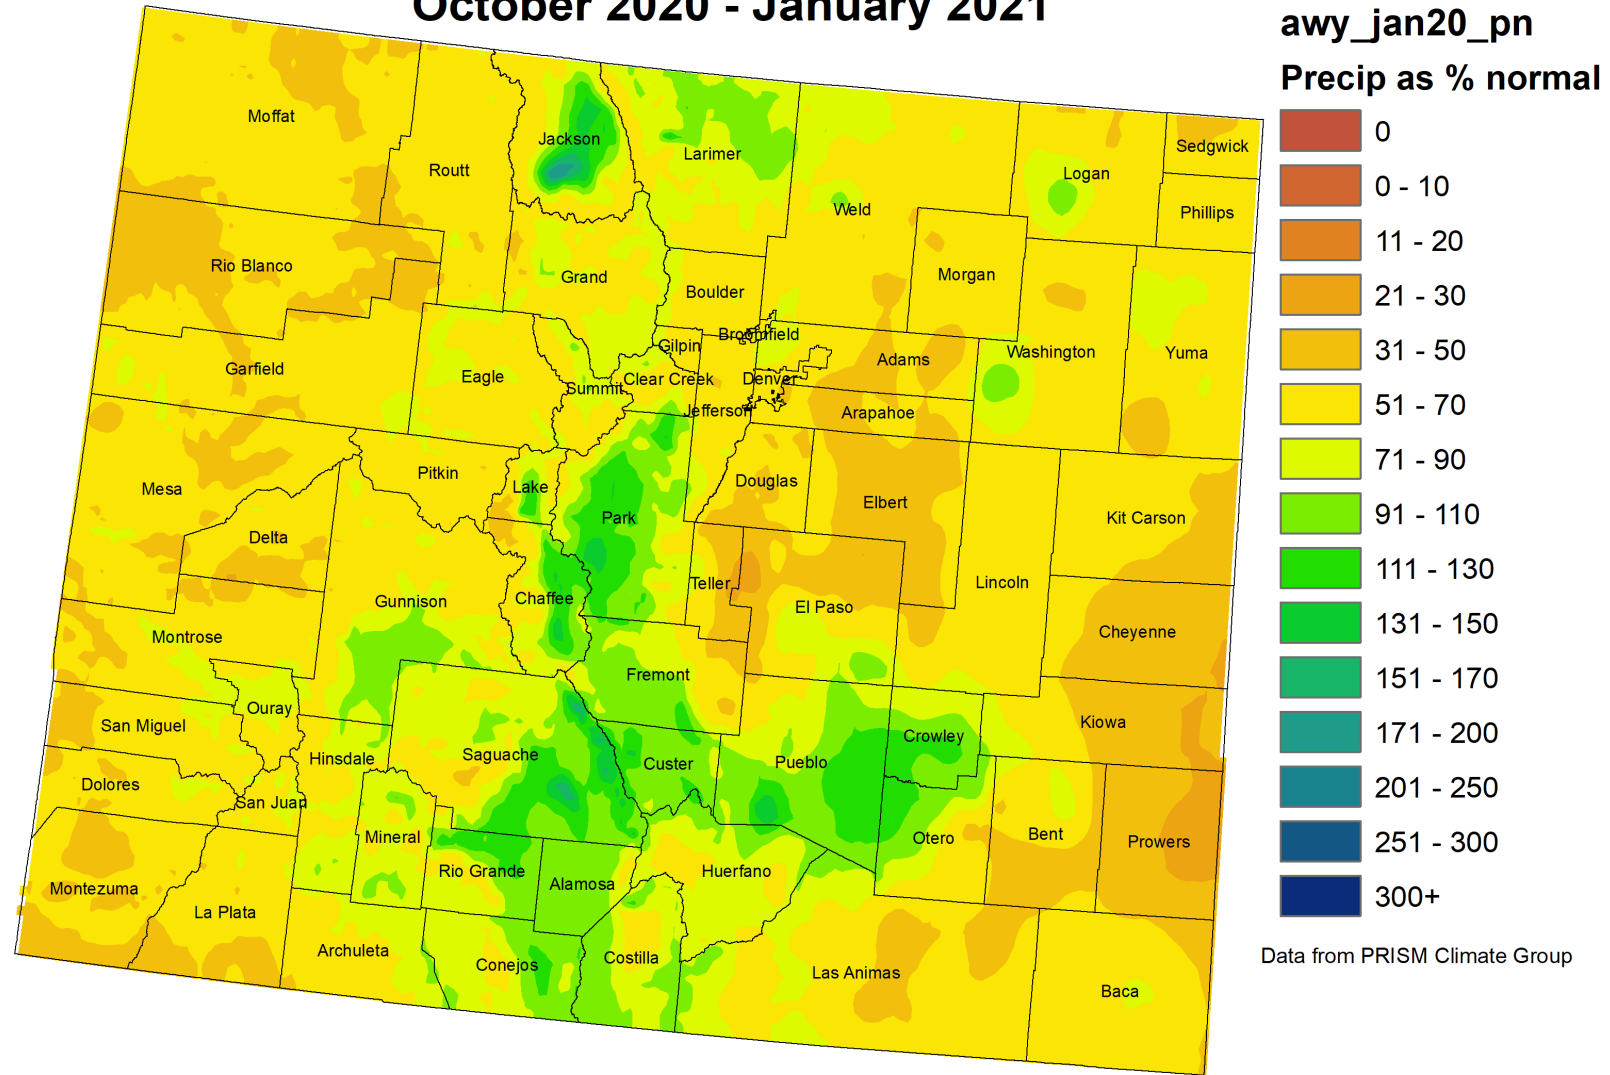 October 2020 - January 2021
awy_jan20_pn
Precip as % normal
0
0 - 10
11 - 20
21 - 30
31 - 50
51 - 70
71 - 90
91 - 110
111 - 130
131 - 150
151 - 170
171 - 200
201 - 250
251 - 300
300+
Data from PRISM Climate Group
Moffat
Routt
Jackson
Larimer
Weld
Logan
Sedgwick
Phillips
Rio Blanco
Grand
Boulder
Morgan
Broomfield
Gilpin
Garfield
Eagle
Summit
Clear Creek
Denver
Adams
Washington
Yuma
Jefferson
Arapahoe
Mesa
Pitkin
Lake
Park
Douglas
Elbert
Kit Carson
Delta
Gunnison
Chaffee
Teller
El Paso
Lincoln
Cheyenne
Montrose
Fremont
Ouray
San Miguel
Hinsdale
Saguache
Custer
Pueblo
Crowley
Kiowa
Dolores
San Juan
Mineral
Otero
Bent
Prowers
Montezuma
La Plata
Rio Grande
Alamosa
Huerfano
Archuleta
Conejos
Costilla
Las Animas
Baca